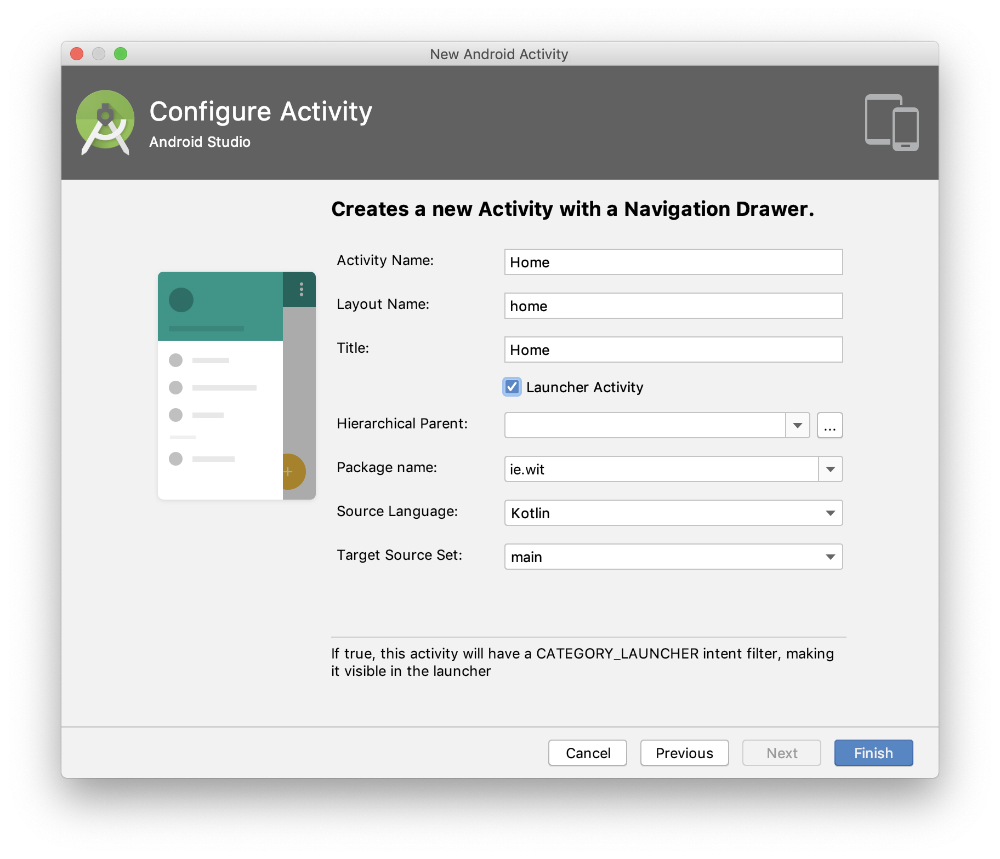 New Android Activity
Configure Activity
Android Studio
Creates a new Activity with a Navigation Drawer.
Activity Name: Home
Layout Name: home
Title: Home
Launcher Activity
Hierarchical Parent: ...
Package name: ie.wit
Source Language: Kotlin
Target Source Set: main
If true, this activity will have a CATEGORY_LAUNCHER intent filter, making
it visible in the launcher
Cancel Previous Next Finish